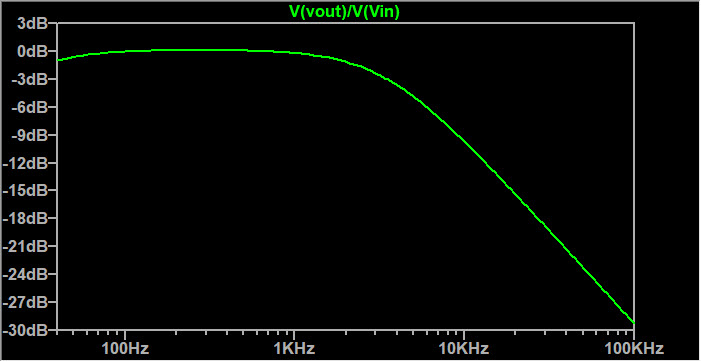 V(vout)/V(Vin)
3dB
0dB
-3dB
-6dB
-9dB
-12dB
-15dB
-18dB
-21dB
-24dB
-27dB
-30dB
100Hz 1KHz 10KHz 100KHz